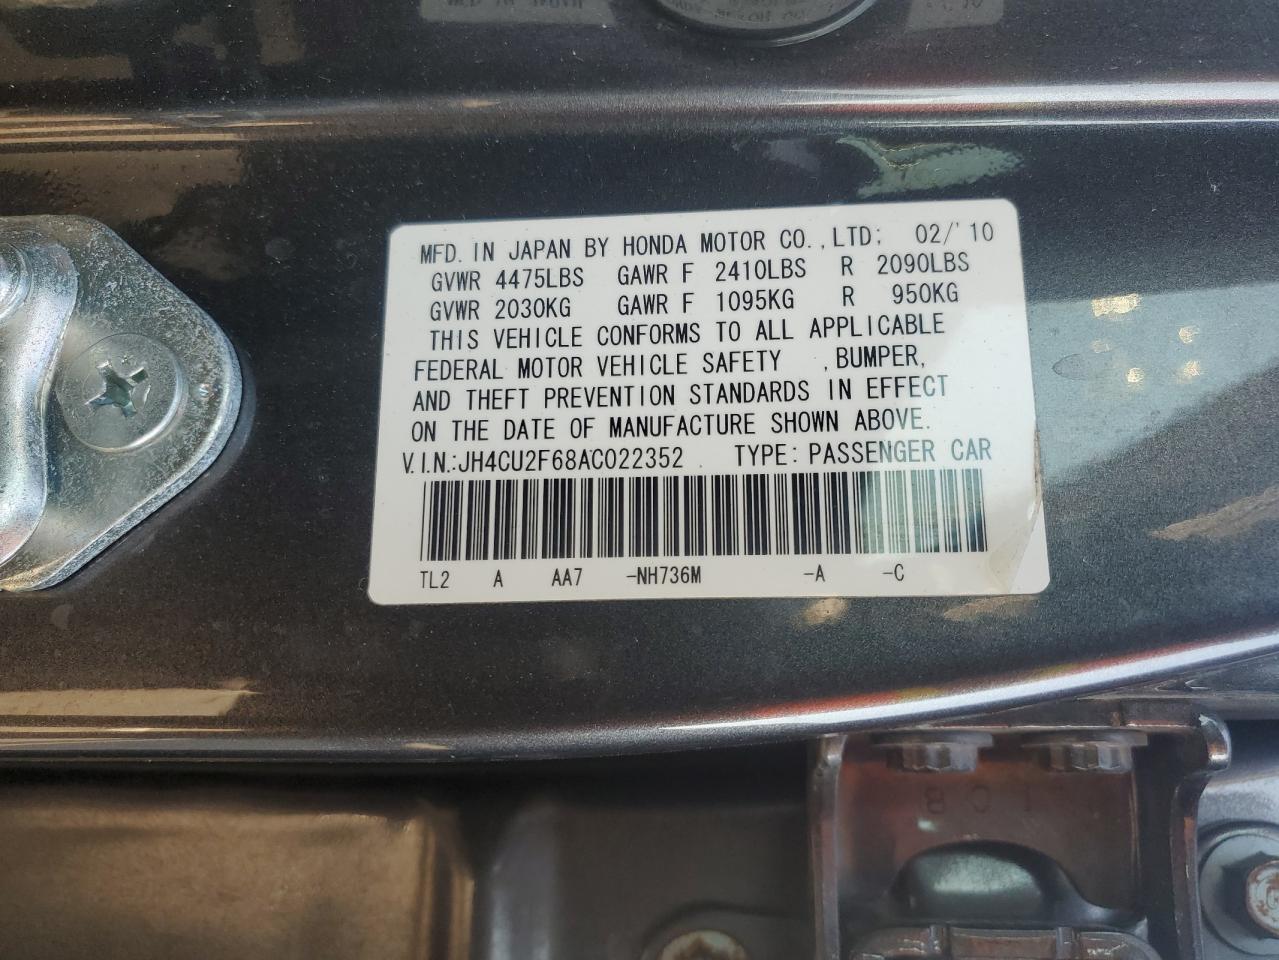 MFD. IN JAPAN BY HONDA MOTOR CO., LTD; 02/'10
GVWR 4475LBS GAWR F 2410LBS R 2090LBS
GVWR 2030KG GAWR F 1095KG R 950KG
THIS VEHICLE CONFORMS TO ALL APPLICABLE
FEDERAL MOTOR VEHICLE SAFETY , BUMPER,
AND THEFT PREVENTION STANDARDS IN EFFECT
ON THE DATE OF MANUFACTURE SHOWN ABOVE.
V.I.N.:JH4CU2F68AC022352 TYPE: PASSENGER CAR
TL2 A AA7 -NH736M -A -C